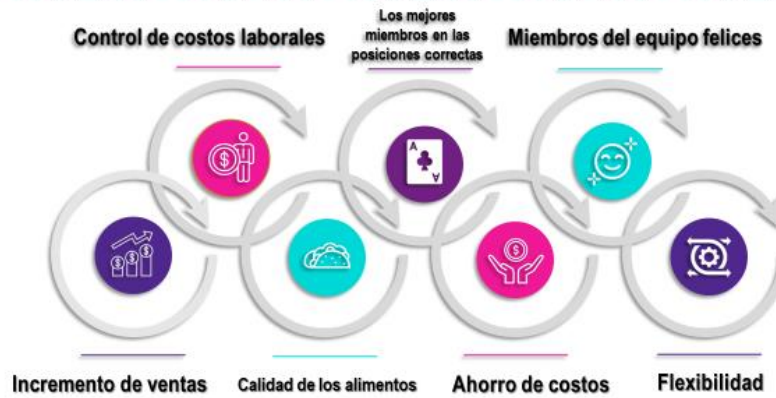 Control de costos laborales
Los mejores
miembros en las
posiciones correctas
Miembros del equipo felices
A
A
$
$
$
$
$
Incremento de ventas
Calidad de los alimentos
Ahorro de costos
Flexibilidad